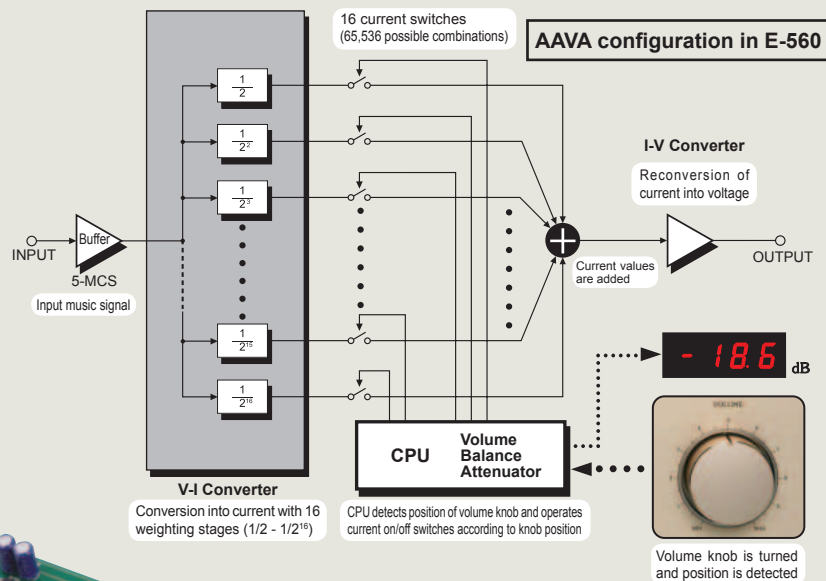 16 current switches
(65,536 possible combinations)
AAVA configuration in E-560
1
2
1
2²
1
2³
1
2¹⁵
1
2¹⁶
INPUT
Buffer
5-MCS
Input music signal
I-V Converter
Reconversion of
current into voltage
OUTPUT
Current values
are added
- 18.6 dB
VOLUME
CPU
Volume
Balance
Attenuator
V-I Converter
Conversion into current with 16
weighting stages (1/2 - 1/2¹⁶)
CPU detects position of volume knob and operates
current on/off switches according to knob position
Volume knob is turned
and position is detected